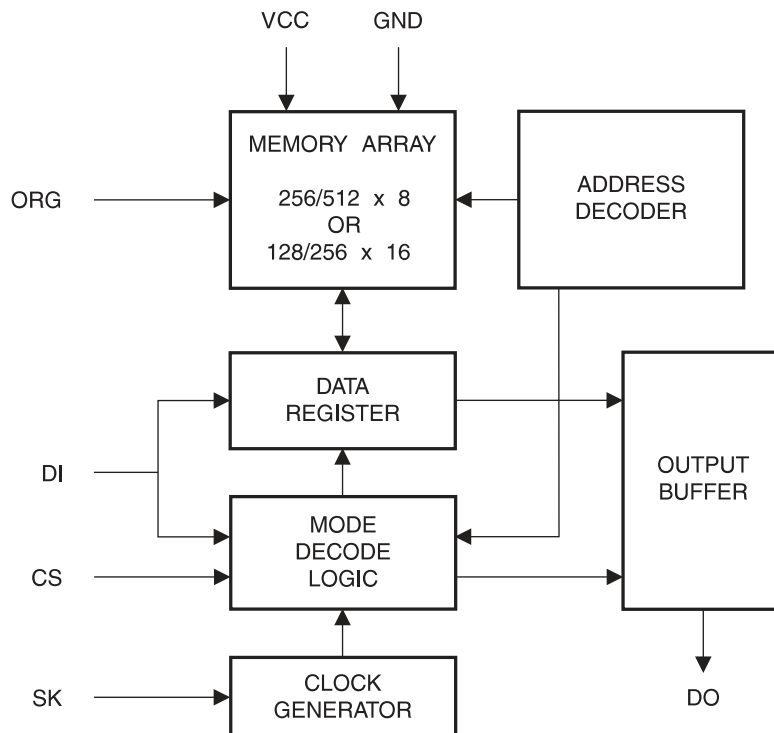 VCC GND
MEMORY ARRAY
256/512 x 8
OR
128/256 x 16
ADDRESS
DECODER
ORG
DATA
REGISTER
DI
OUTPUT
BUFFER
MODE
DECODE
LOGIC
CS
CLOCK
GENERATOR
SK
DO